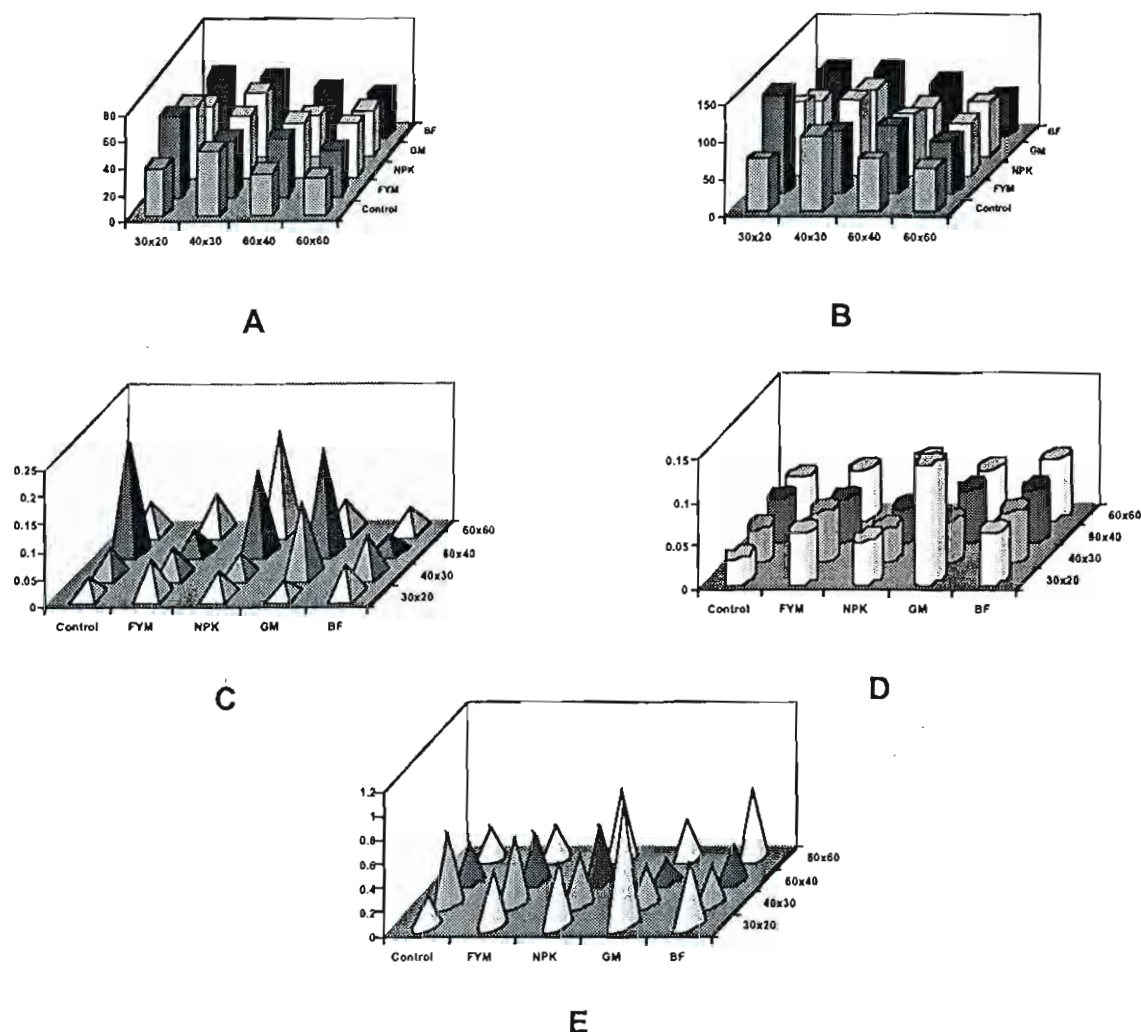 80
60
40
20
0
30x20 40x30 60x40 60x60
Control
FYM
NPK
GM
BF
A
150
100
50
0
30x20 40x30 60x40 60x60
Control
FYM
NPK
GM
BF
B
0.25
0.2
0.15
0.1
0.05
0
Control FYM NPK GM BF
30x20
40x30
60x40
60x60
C
0.15
0.1
0.05
0
Control FYM NPK GM BF
30x20
40x30
60x40
60x60
D
1.2
1
0.8
0.6
0.4
0.2
0
Control FYM NPK GM BF
30x20
40x30
60x40
60x60
E